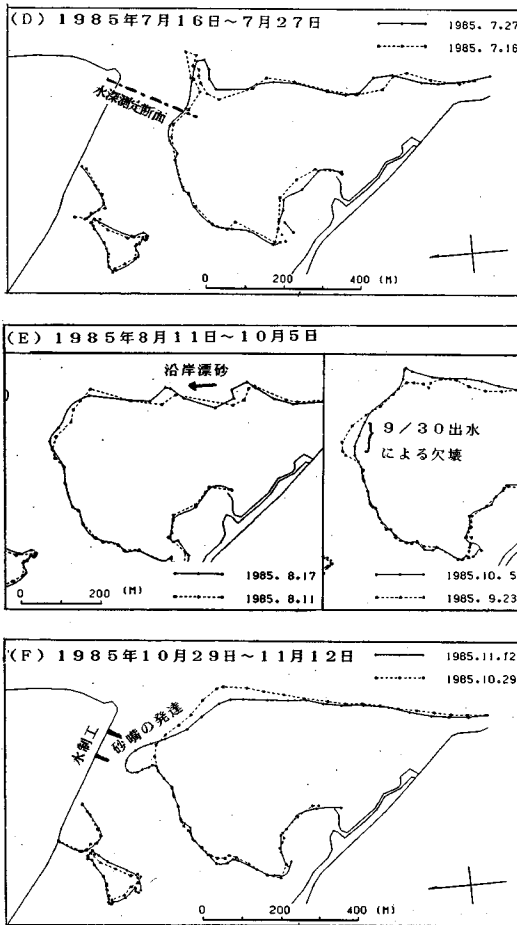 (D) 1985年7月16日~7月27日
1985. 7.27
1985. 7.16
水深測定断面
0 200 400 (M)
(E) 1985年8月11日~10月5日
沿岸漂砂
9/30出水
による欠壊
0 200 (M)
1985. 8.17
1985. 8.11
1985.10. 5
1985. 9.23
(F) 1985年10月29日~11月12日
1985.11.12
1985.10.29
水制工
砂嘴の発達
0 200 400 (M)